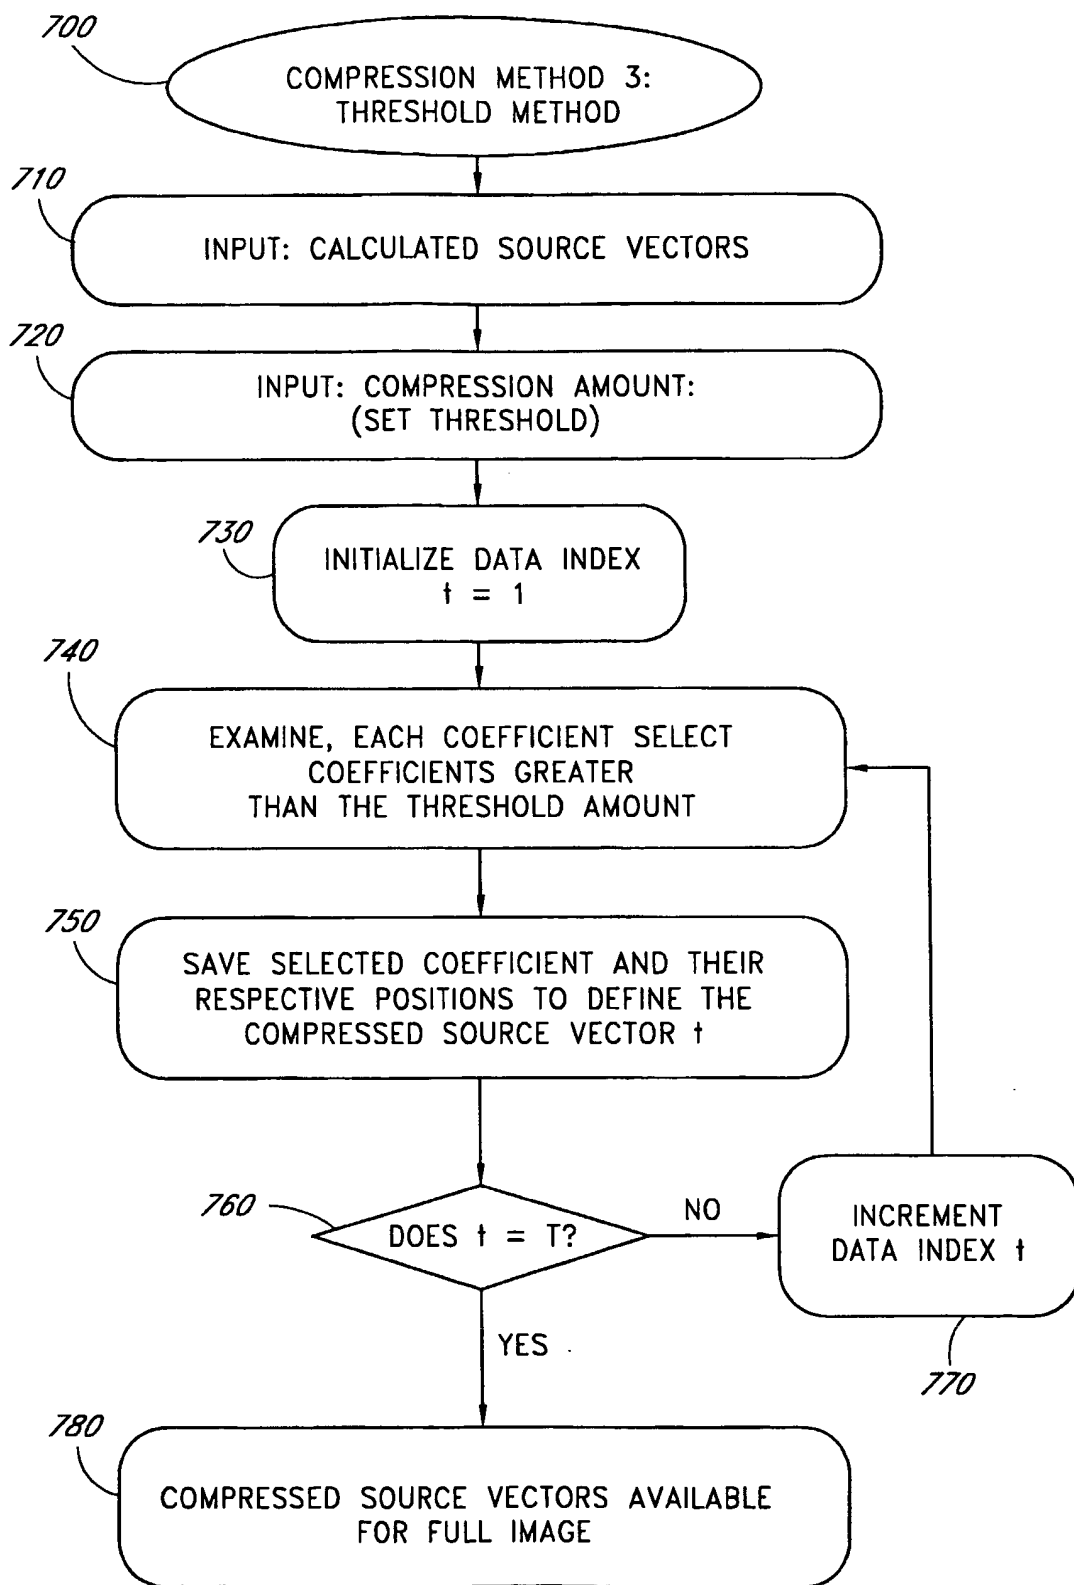 700
COMPRESSION METHOD 3:
THRESHOLD METHOD
710
INPUT: CALCULATED SOURCE VECTORS
720
INPUT: COMPRESSION AMOUNT:
(SET THRESHOLD)
730
INITIALIZE DATA INDEX
t = 1
740
EXAMINE, EACH COEFFICIENT SELECT
COEFFICIENTS GREATER
THAN THE THRESHOLD AMOUNT
750
SAVE SELECTED COEFFICIENT AND THEIR
RESPECTIVE POSITIONS TO DEFINE THE
COMPRESSED SOURCE VECTOR t
760
DOES t = T?
NO
INCREMENT
DATA INDEX t
770
YES
780
COMPRESSED SOURCE VECTORS AVAILABLE
FOR FULL IMAGE